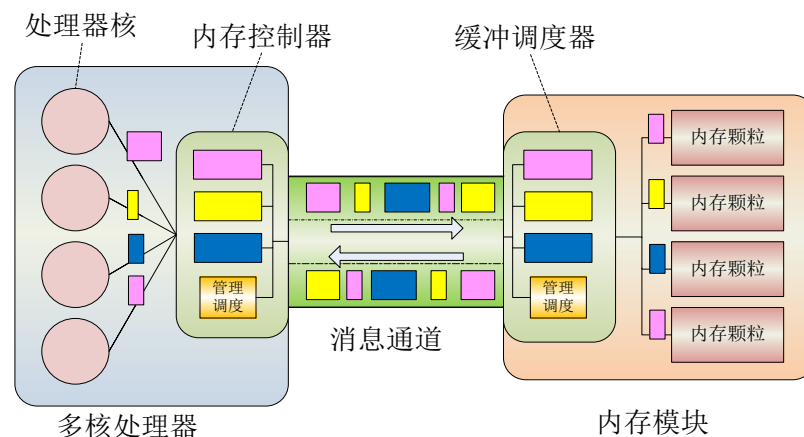 处理器核
内存控制器
缓冲调度器
内存颗粒
内存颗粒
内存颗粒
内存颗粒
管理
调度
管理
调度
消息通道
多核处理器
内存模块